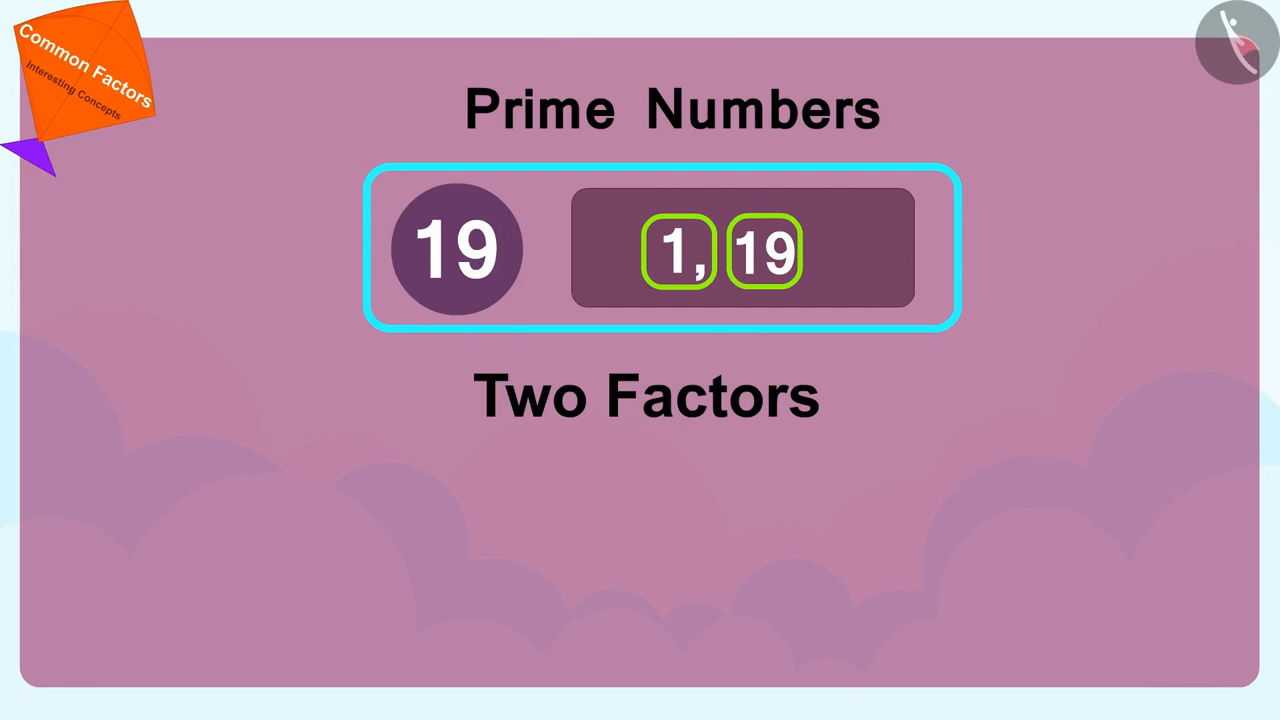 Common Factors
Interesting Concepts
Prime Numbers
19 1, 19
Two Factors